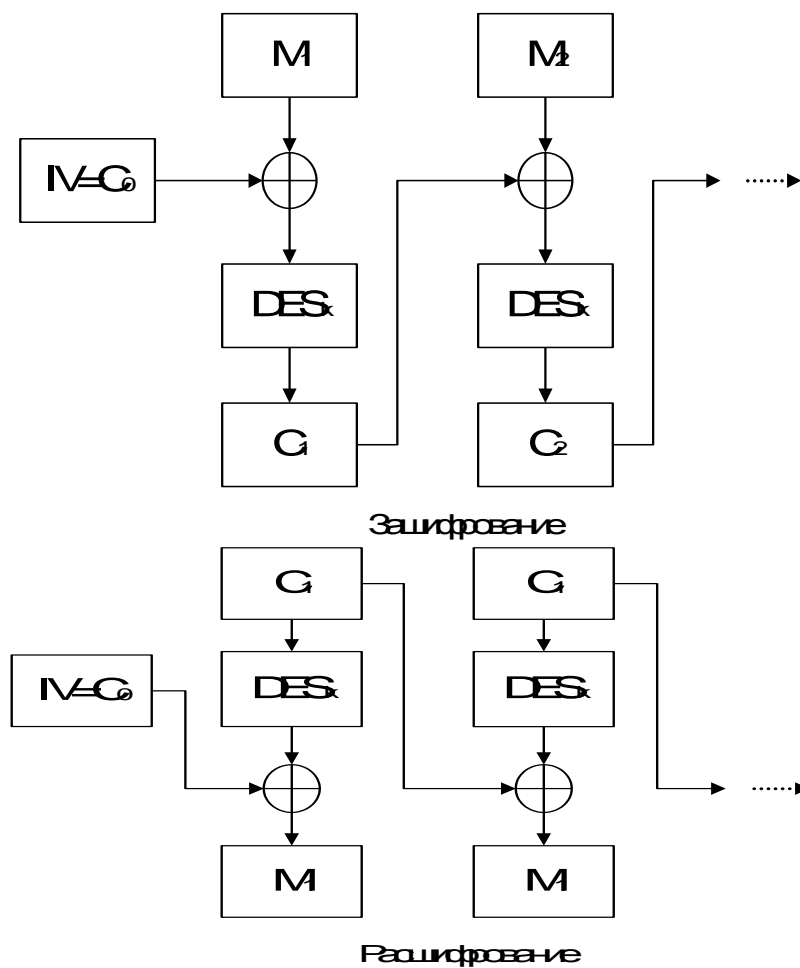 M1 M2
IV=C0
DESk DESk
C1 C2
Зашифрование
C1 C1
IV=C0
DESk DESk
M1 M1
Расшифрование